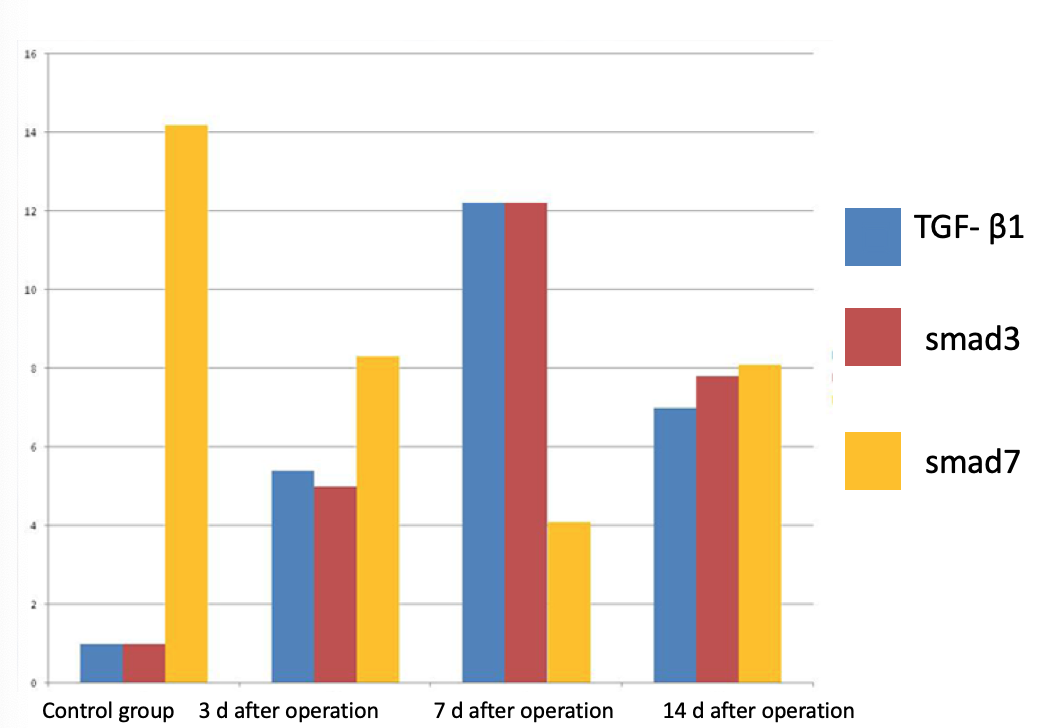 16
14
12
10
8
6
4
2
0
Control group 3 d after operation 7 d after operation 14 d after operation
TGF- β1
smad3
smad7